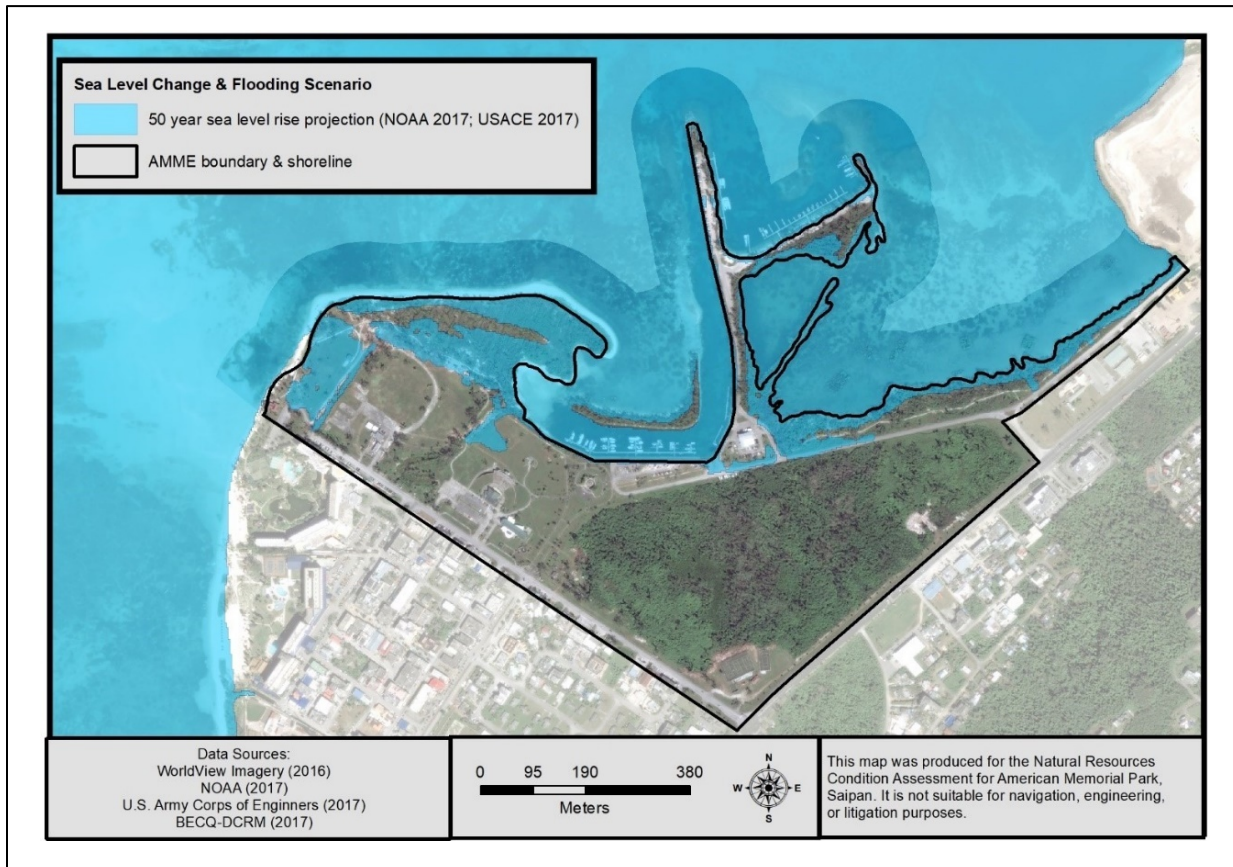 Sea Level Change & Flooding Scenario
50 year sea level rise projection (NOAA 2017; USACE 2017)
AMME boundary & shoreline
Data Sources:
WorldView Imagery (2016)
NOAA (2017)
U.S. Army Corps of Enginners (2017)
BECQ-DCRM (2017)
0 95 190 380
Meters
N
W E
S
This map was produced for the Natural Resources
Condition Assessment for American Memorial Park,
Saipan. It is not suitable for navigation, engineering,
or litigation purposes.